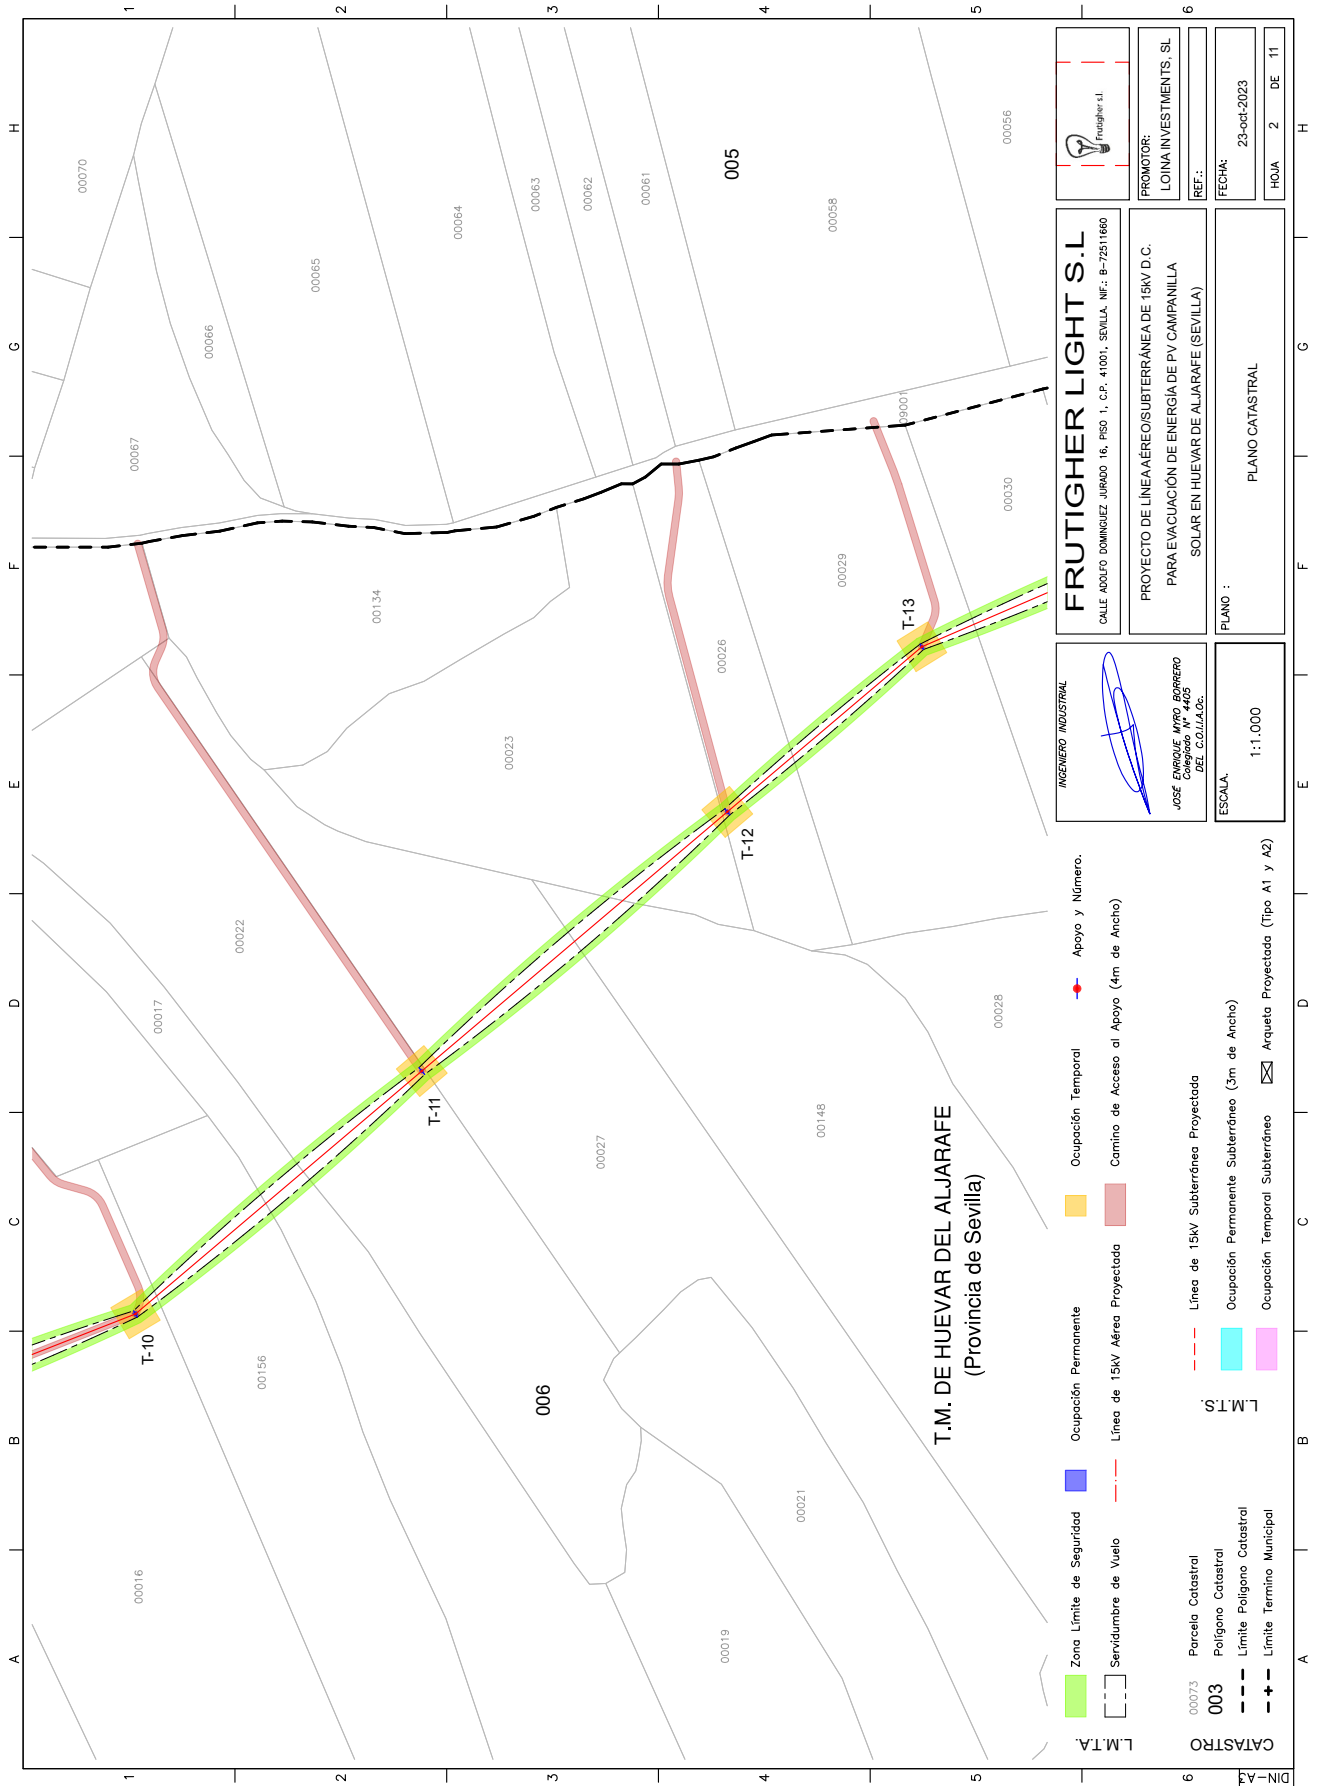 A
B
C
D
E
F
G
H
1
2
3
4
5
6
00070
00067
00066
00065
00064
00063
00062
00061
00058
00056
005
00134
09001
00030
00029
00026
00023
00022
00017
00028
00027
00148
00156
00016
00019
00021
006
T-10
T-11
T-12
T-13
T.M. DE HUEVAR DEL ALJARAFE
(Provincia de Sevilla)
L.M.T.A.
Zona Límite de Seguridad
Ocupación Permanente
Ocupación Temporal
Apoyo y Número.
Servidumbre de Vuelo
Línea de 15kV Aérea Proyectada
Camino de Acceso al Apoyo (4m de Ancho)
CATASTRO
00073 Parcela Catastral
003 Polígono Catastral
Límite Polígono Catastral
Límite Termino Municipal
L.M.T.S.
Línea de 15kV Subterránea Proyectada
Ocupación Permanente Subterráneo (3m de Ancho)
Ocupación Temporal Subterráneo
Arqueta Proyectada (Tipo A1 y A2)
INGENIERO INDUSTRIAL
JOSÉ ENRIQUE MYRO BORRERO
Colegiado Nº 4405
DEL C.O.I.I.A.Oc.
ESCALA.
1:1.000
FRUTIGHER LIGHT S.L
CALLE ADOLFO DOMINGUEZ JURADO 16, PISO 1, C.P. 41001, SEVILLA. NIF.: B-72511660
PROYECTO DE LÍNEA AÉREO/SUBTERRÁNEA DE 15kV D.C.
PARA EVACUACIÓN DE ENERGÍA DE PV CAMPANILLA
SOLAR EN HUEVAR DE ALJARAFE (SEVILLA)
PLANO :
PLANO CATASTRAL
Frutigher s.l.
PROMOTOR:
LOINA INVESTMENTS, SL
REF.:
FECHA:
23-oct-2023
HOJA 2 DE 11
A
B
C
D
E
F
G
H
1
2
3
4
5
6
DIN-A3